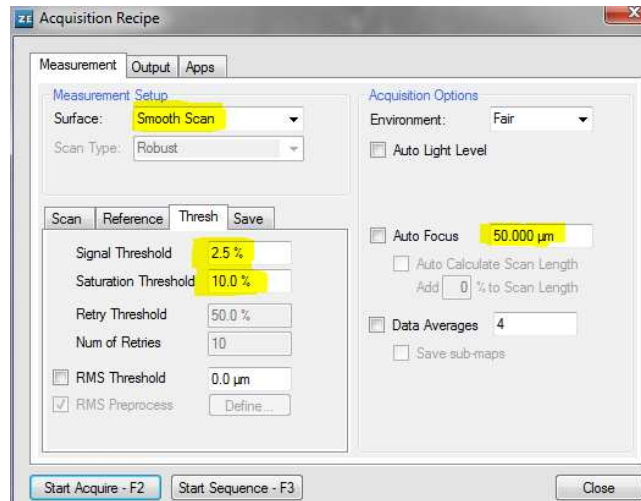 ZE Acquisition Recipe
Measurement Output Apps
Measurement Setup
Surface: Smooth Scan
Scan Type: Robust
Scan Reference Thresh Save
Signal Threshold 2.5 %
Saturation Threshold 10.0 %
Retry Threshold 50.0 %
Num of Retries 10
RMS Threshold 0.0 µm
RMS Preprocess Define...
Acquisition Options
Environment: Fair
Auto Light Level
Auto Focus 50.000 µm
Auto Calculate Scan Length
Add 0 % to Scan Length
Data Averages 4
Save sub-maps
Start Acquire - F2 Start Sequence - F3 Close